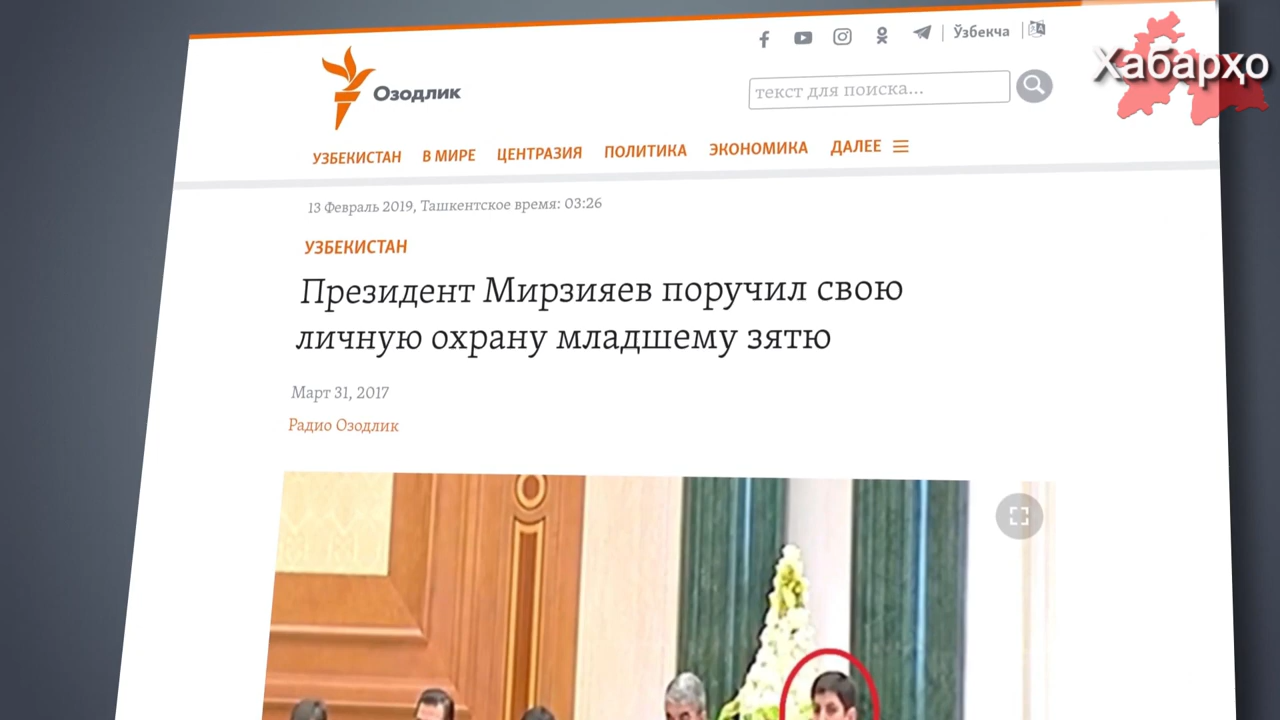 Ўзбекча
Хабарҳо
Озодлик
текст для поиска...
УЗБЕКИСТАН В МИРЕ ЦЕНТРАЗИЯ ПОЛИТИКА ЭКОНОМИКА ДАЛЕЕ
13 Февраль 2019, Ташкентское время: 03:26
УЗБЕКИСТАН
Президент Мирзияев поручил свою
личную охрану младшему зятю
Март 31, 2017
Радио Озодлик